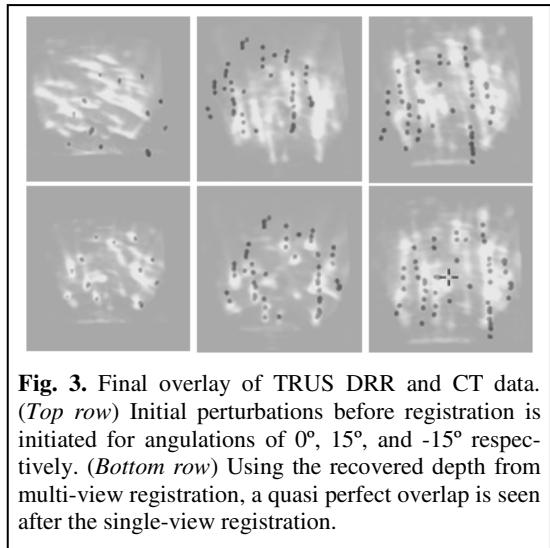 Fig. 3. Final overlay of TRUS DRR and CT data.
(Top row) Initial perturbations before registration is
initiated for angulations of 0º, 15º, and -15º respec-
tively. (Bottom row) Using the recovered depth from
multi-view registration, a quasi perfect overlap is seen
after the single-view registration.